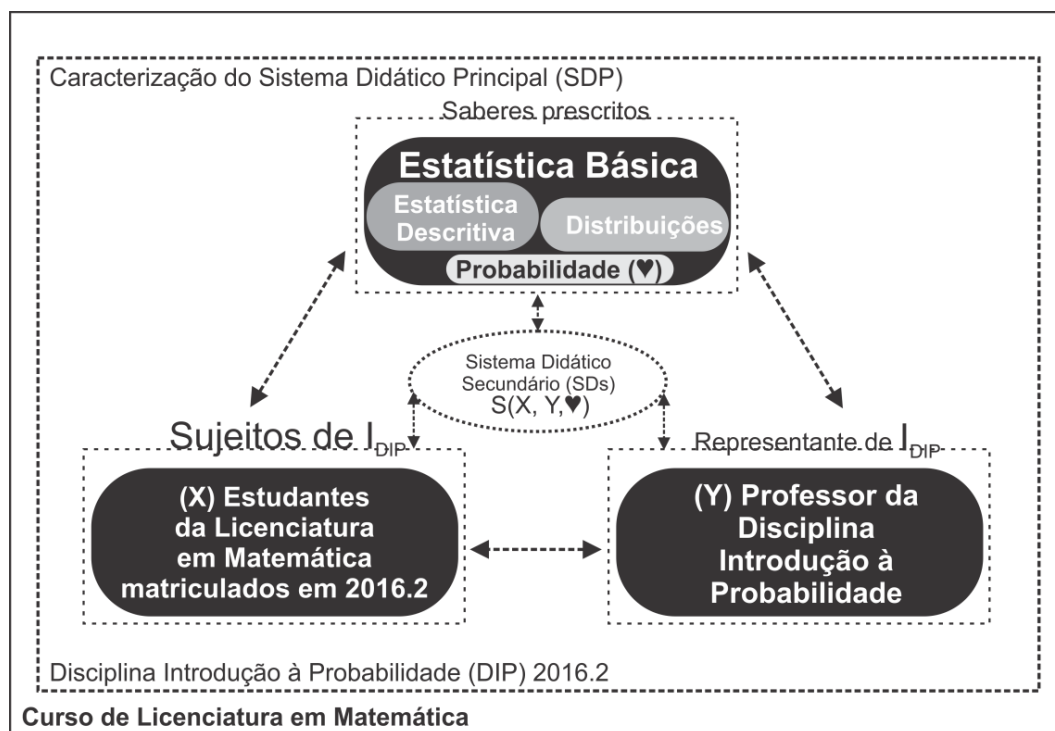 Caracterização do Sistema Didático Principal (SDP)
Saberes prescritos
Estatística Básica
Estatística
Descritiva
Distribuições
Probabilidade (♥)
Sistema Didático
Secundário (SDs)
S(X, Y,♥)
Sujeitos de I_DIP
(X) Estudantes
da Licenciatura
em Matemática
matriculados em 2016.2
Representante de I_DIP
(Y) Professor da
Disciplina
Introdução à
Probabilidade
Disciplina Introdução à Probabilidade (DIP) 2016.2
Curso de Licenciatura em Matemática